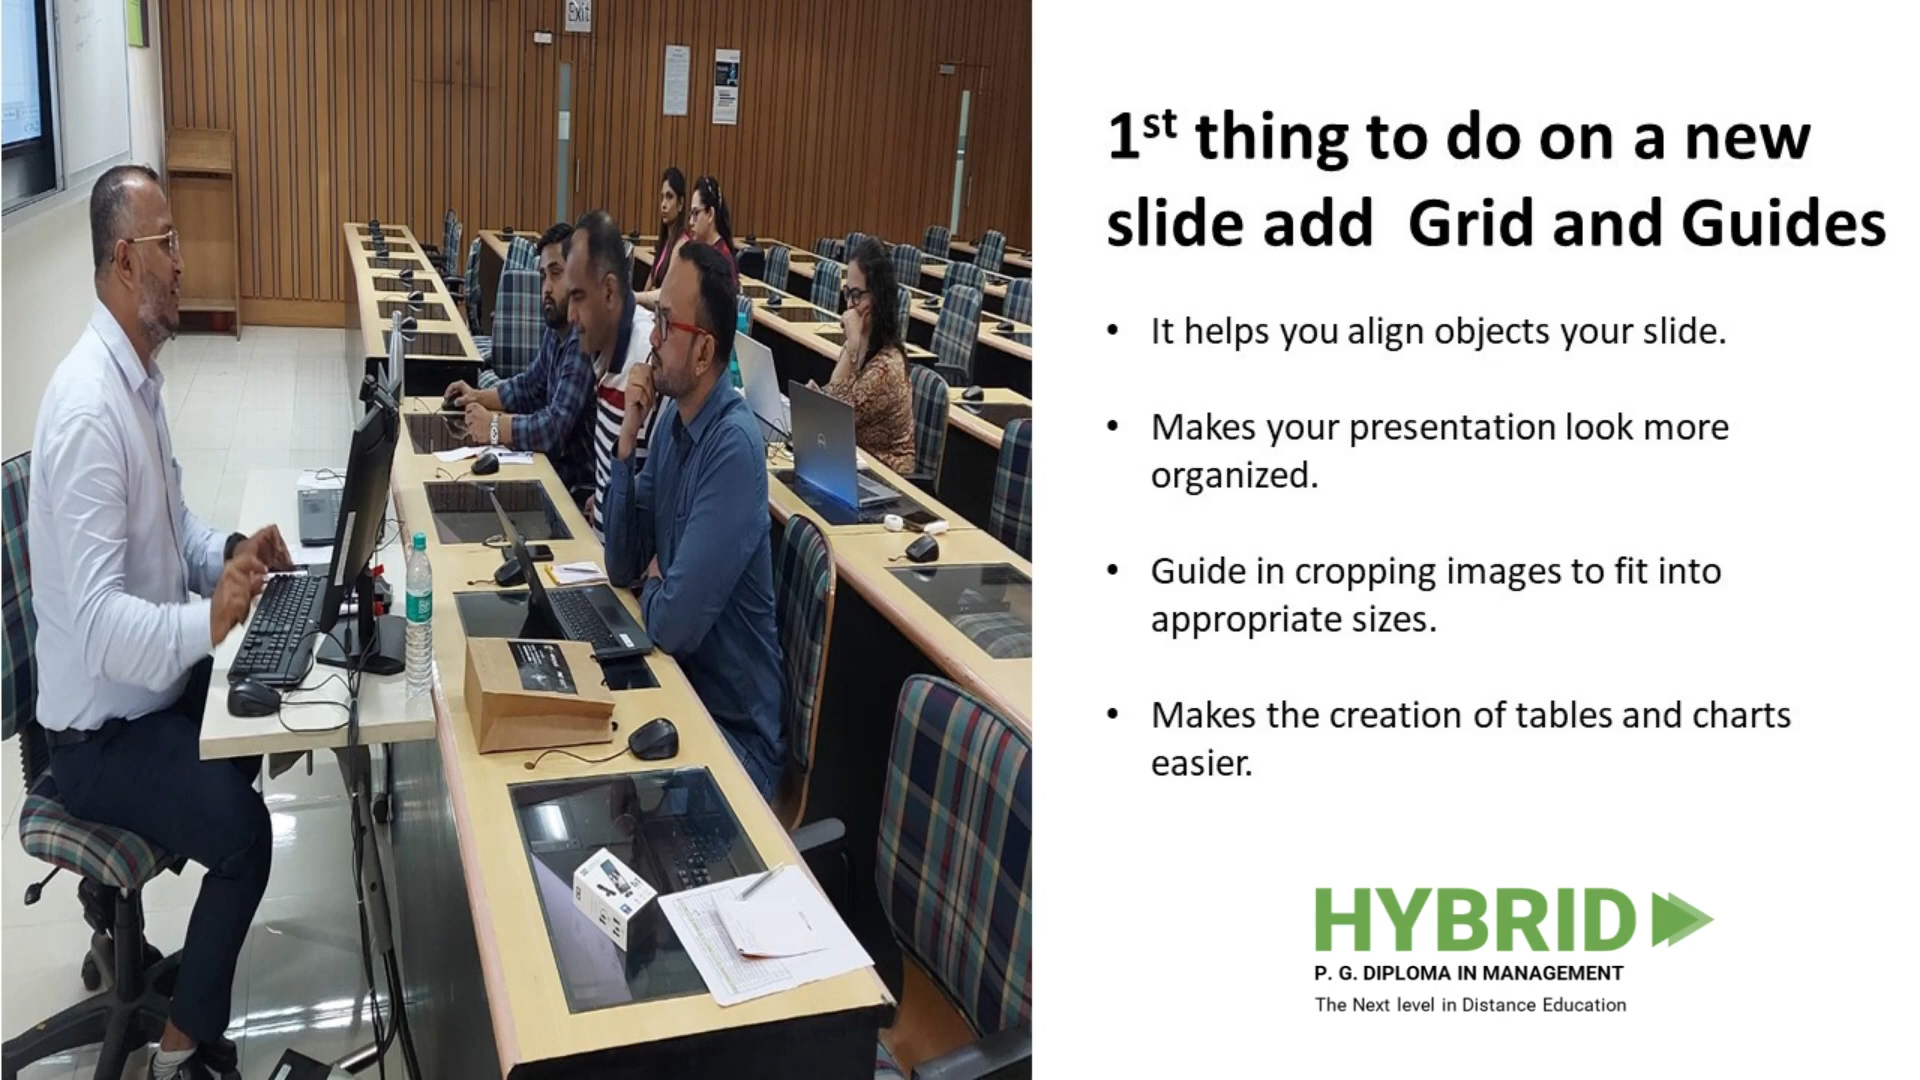 Exit
1st thing to do on a new
slide add  Grid and Guides
• It helps you align objects your slide.
• Makes your presentation look more
organized.
• Guide in cropping images to fit into
appropriate sizes.
• Makes the creation of tables and charts
easier.
HYBRID
P. G. DIPLOMA IN MANAGEMENT
The Next level in Distance Education